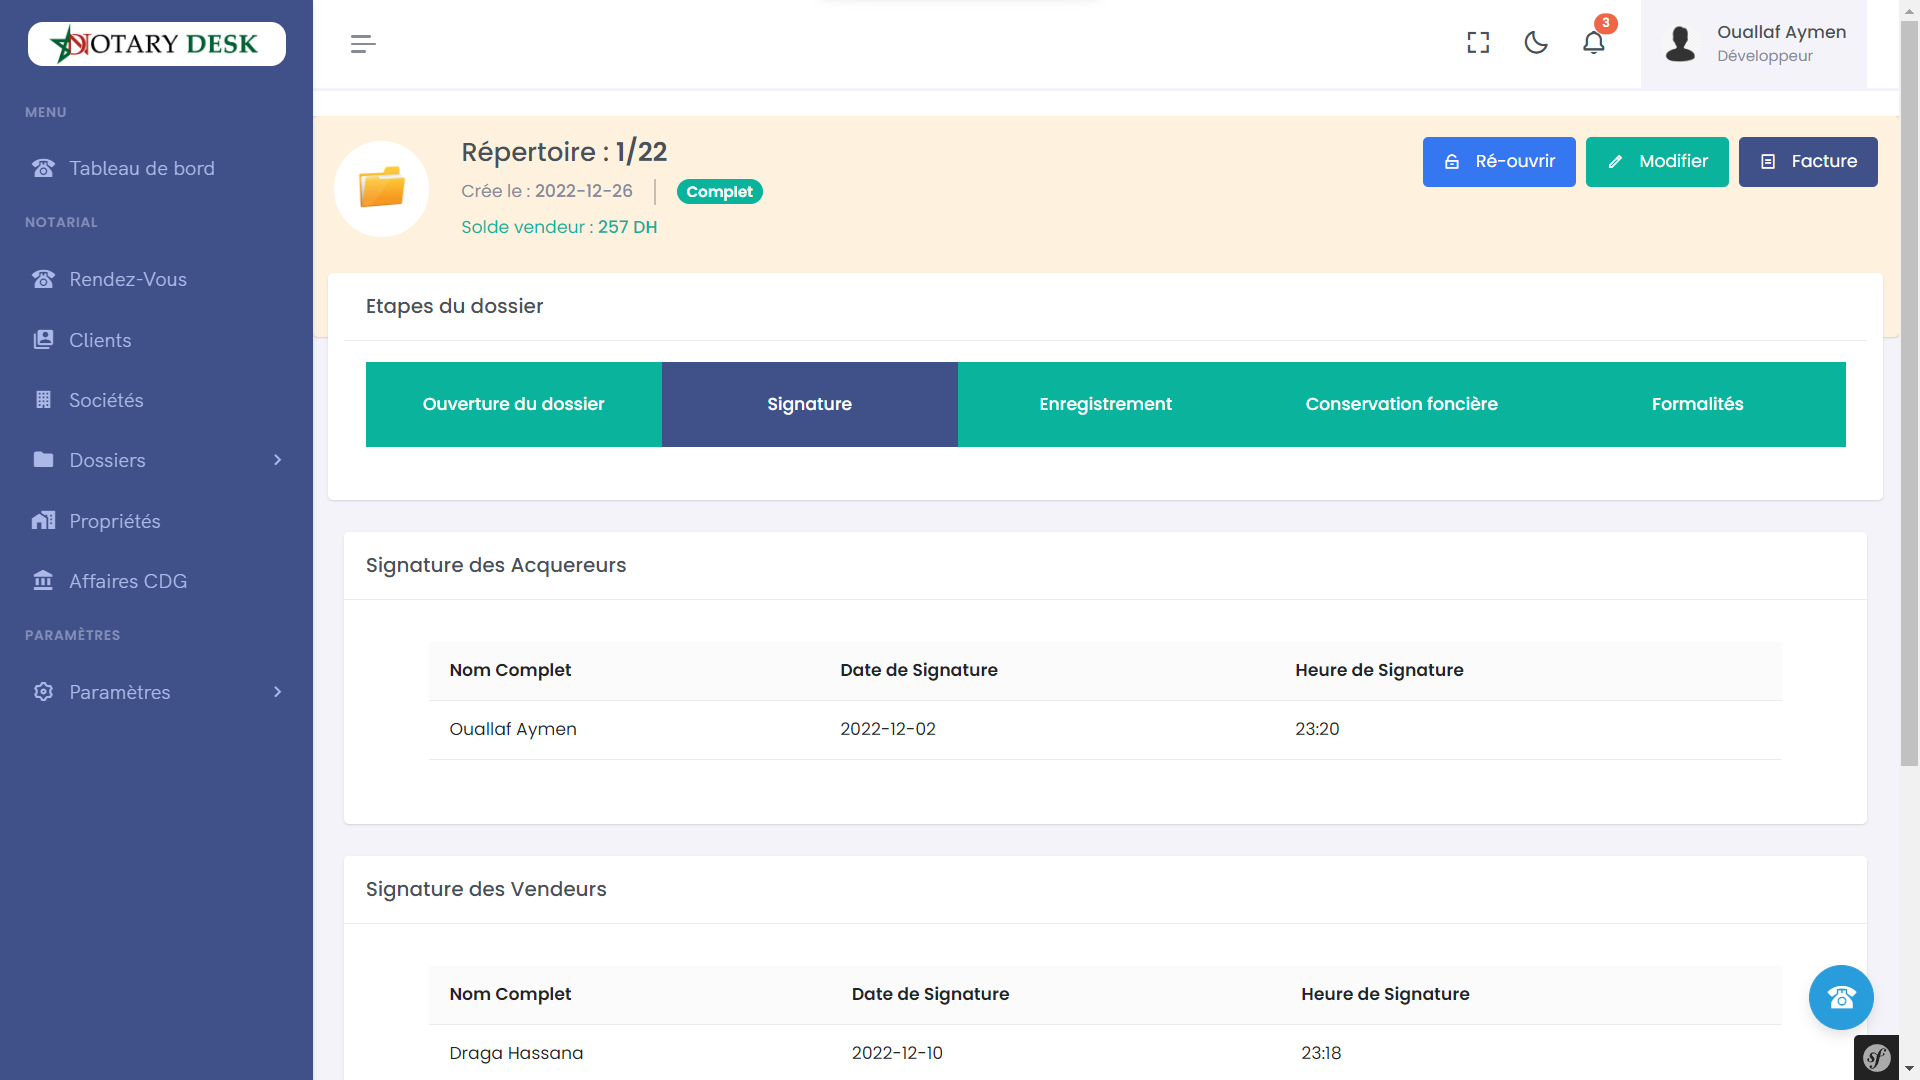 NOTARY DESK
3
Ouallaf Aymen
Développeur
MENU
Tableau de bord
NOTARIAL
Rendez-Vous
Clients
Sociétés
Dossiers
Propriétés
Affaires CDG
PARAMÈTRES
Paramètres
Répertoire : 1/22
Crée le : 2022-12-26
Complet
Solde vendeur : 257 DH
Ré-ouvrir
Modifier
Facture
Etapes du dossier
Ouverture du dossier
Signature
Enregistrement
Conservation foncière
Formalités
Signature des Acquereurs
Nom Complet Date de Signature Heure de Signature
Ouallaf Aymen 2022-12-02 23:20
Signature des Vendeurs
Nom Complet Date de Signature Heure de Signature
Draga Hassana 2022-12-10 23:18
sf